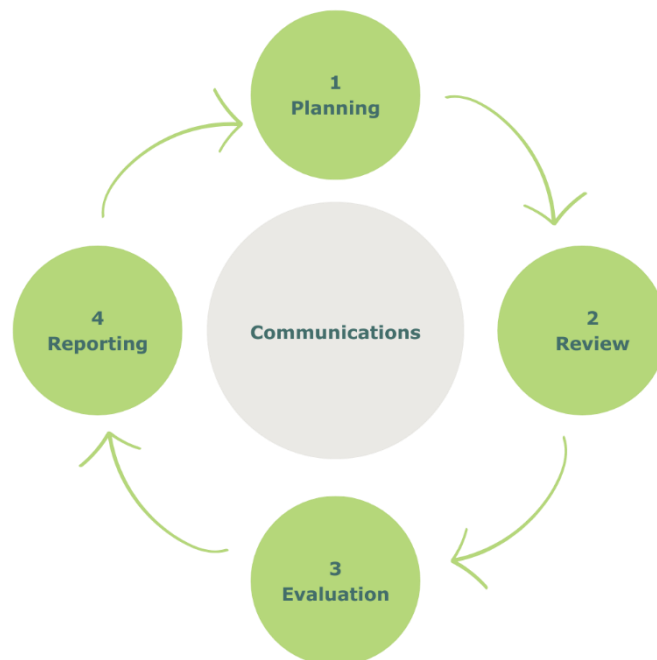 1
Planning
4
Reporting
Communications
2
Review
3
Evaluation